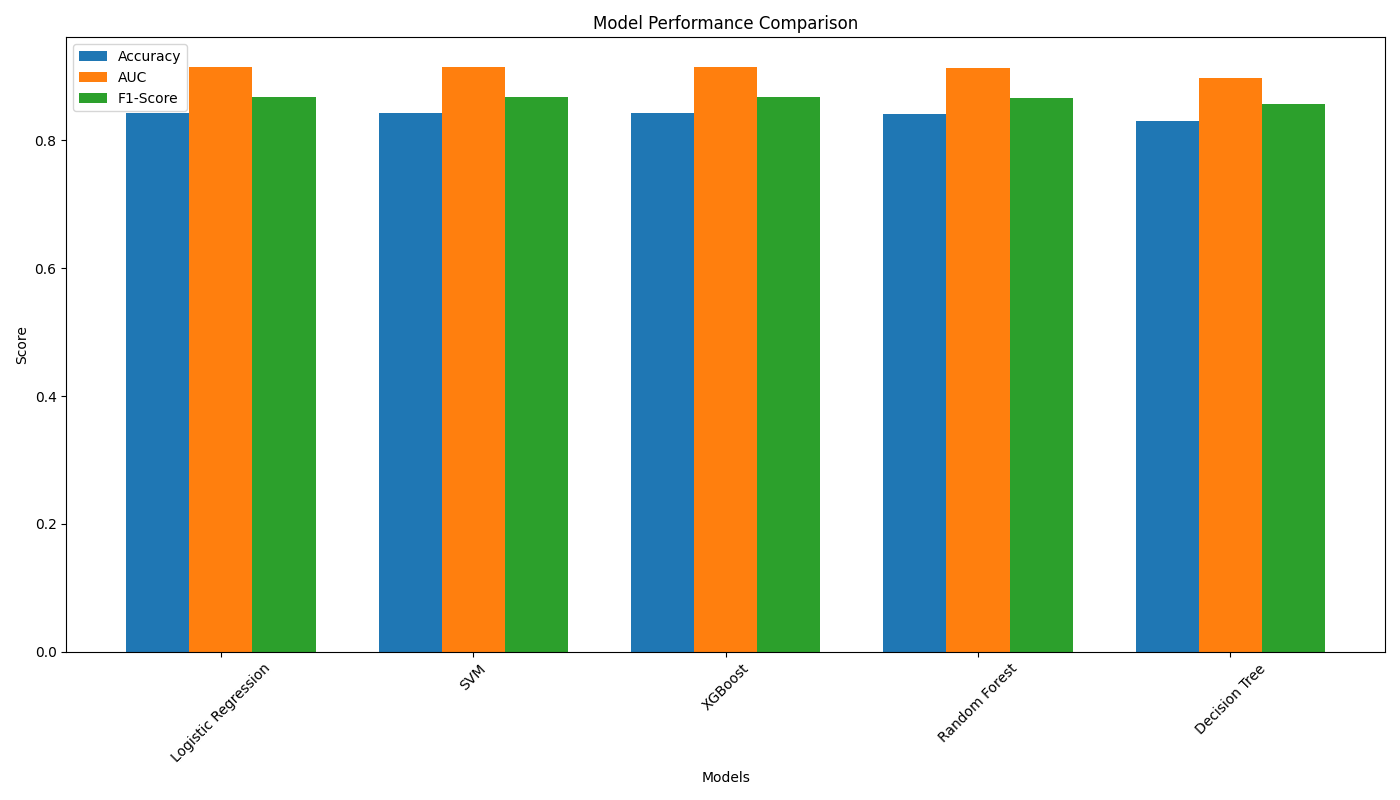 Model Performance Comparison
Accuracy
AUC
F1-Score
Score
0.8
0.6
0.4
0.2
0.0
Logistic Regression
SVM
XGBoost
Random Forest
Decision Tree
Models